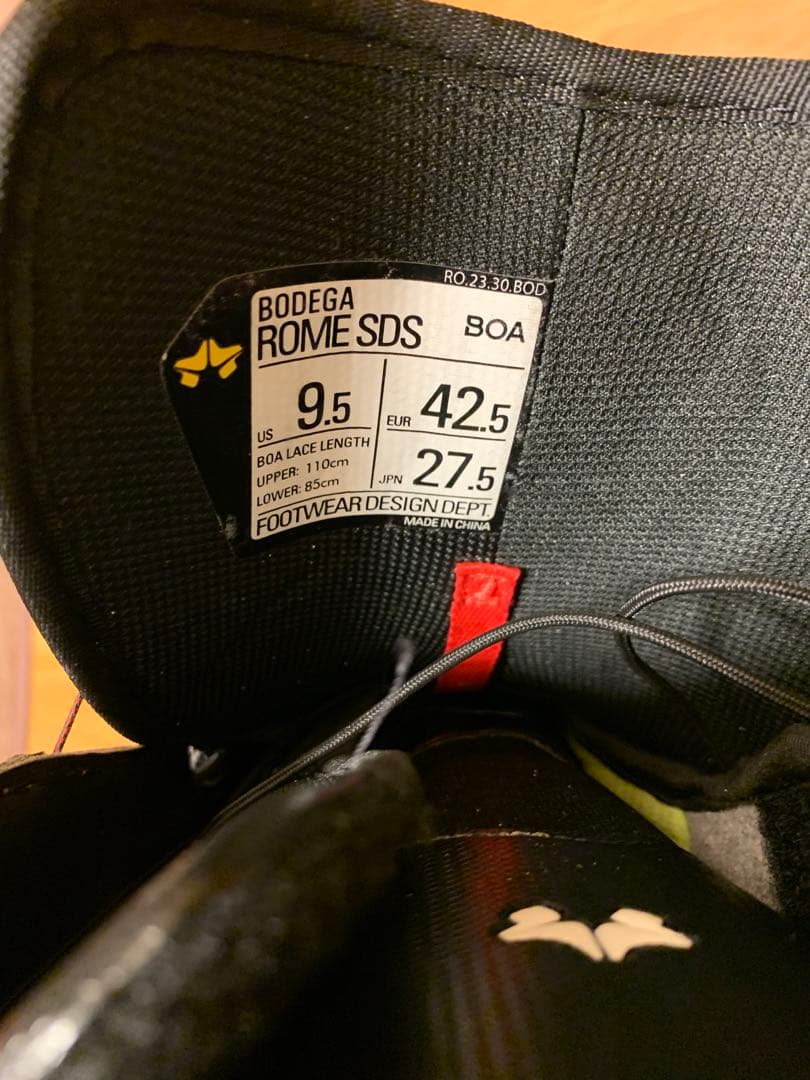 RO.23.30.BOD
BODEGA
ROME SDS BOA
US 9.5
EUR 42.5
BOA LACE LENGTH
UPPER: 110cm
LOWER: 85cm
JPN 27.5
FOOTWEAR DESIGN DEPT.
MADE IN CHINA